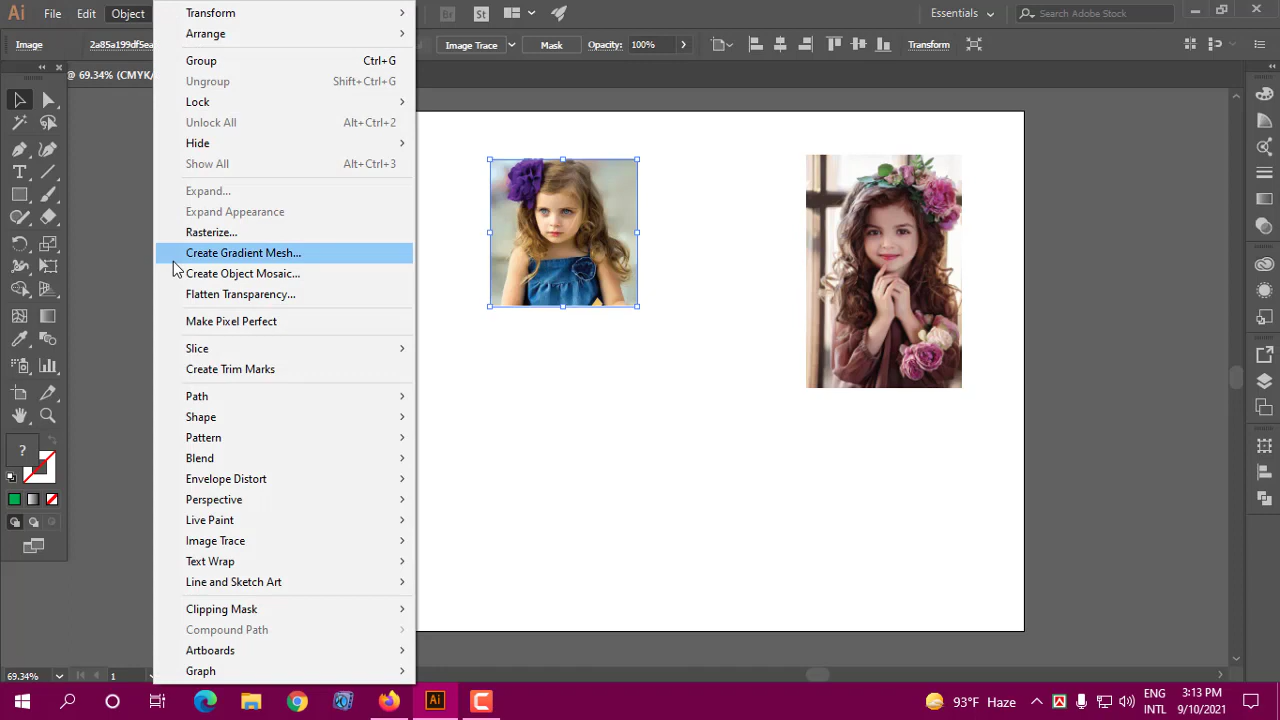 Ai File Edit Object Br St Essentials Search Adobe Stock
Image 2a85a199df5ea Image Trace Mask Opacity: 100% Transform
@ 69.34% (CMYK/
Transform
Arrange
Group Ctrl+G
Ungroup Shift+Ctrl+G
Lock
Unlock All Alt+Ctrl+2
Hide
Show All Alt+Ctrl+3
Expand...
Expand Appearance
Rasterize...
Create Gradient Mesh...
Create Object Mosaic...
Flatten Transparency...
Make Pixel Perfect
Slice
Create Trim Marks
Path
Shape
Pattern
Blend
Envelope Distort
Perspective
Live Paint
Image Trace
Text Wrap
Line and Sketch Art
Clipping Mask
Compound Path
Artboards
Graph
T
?
69.34% 1
Ai 93°F Haze A ENG 3:13 PM
INTL 9/10/2021